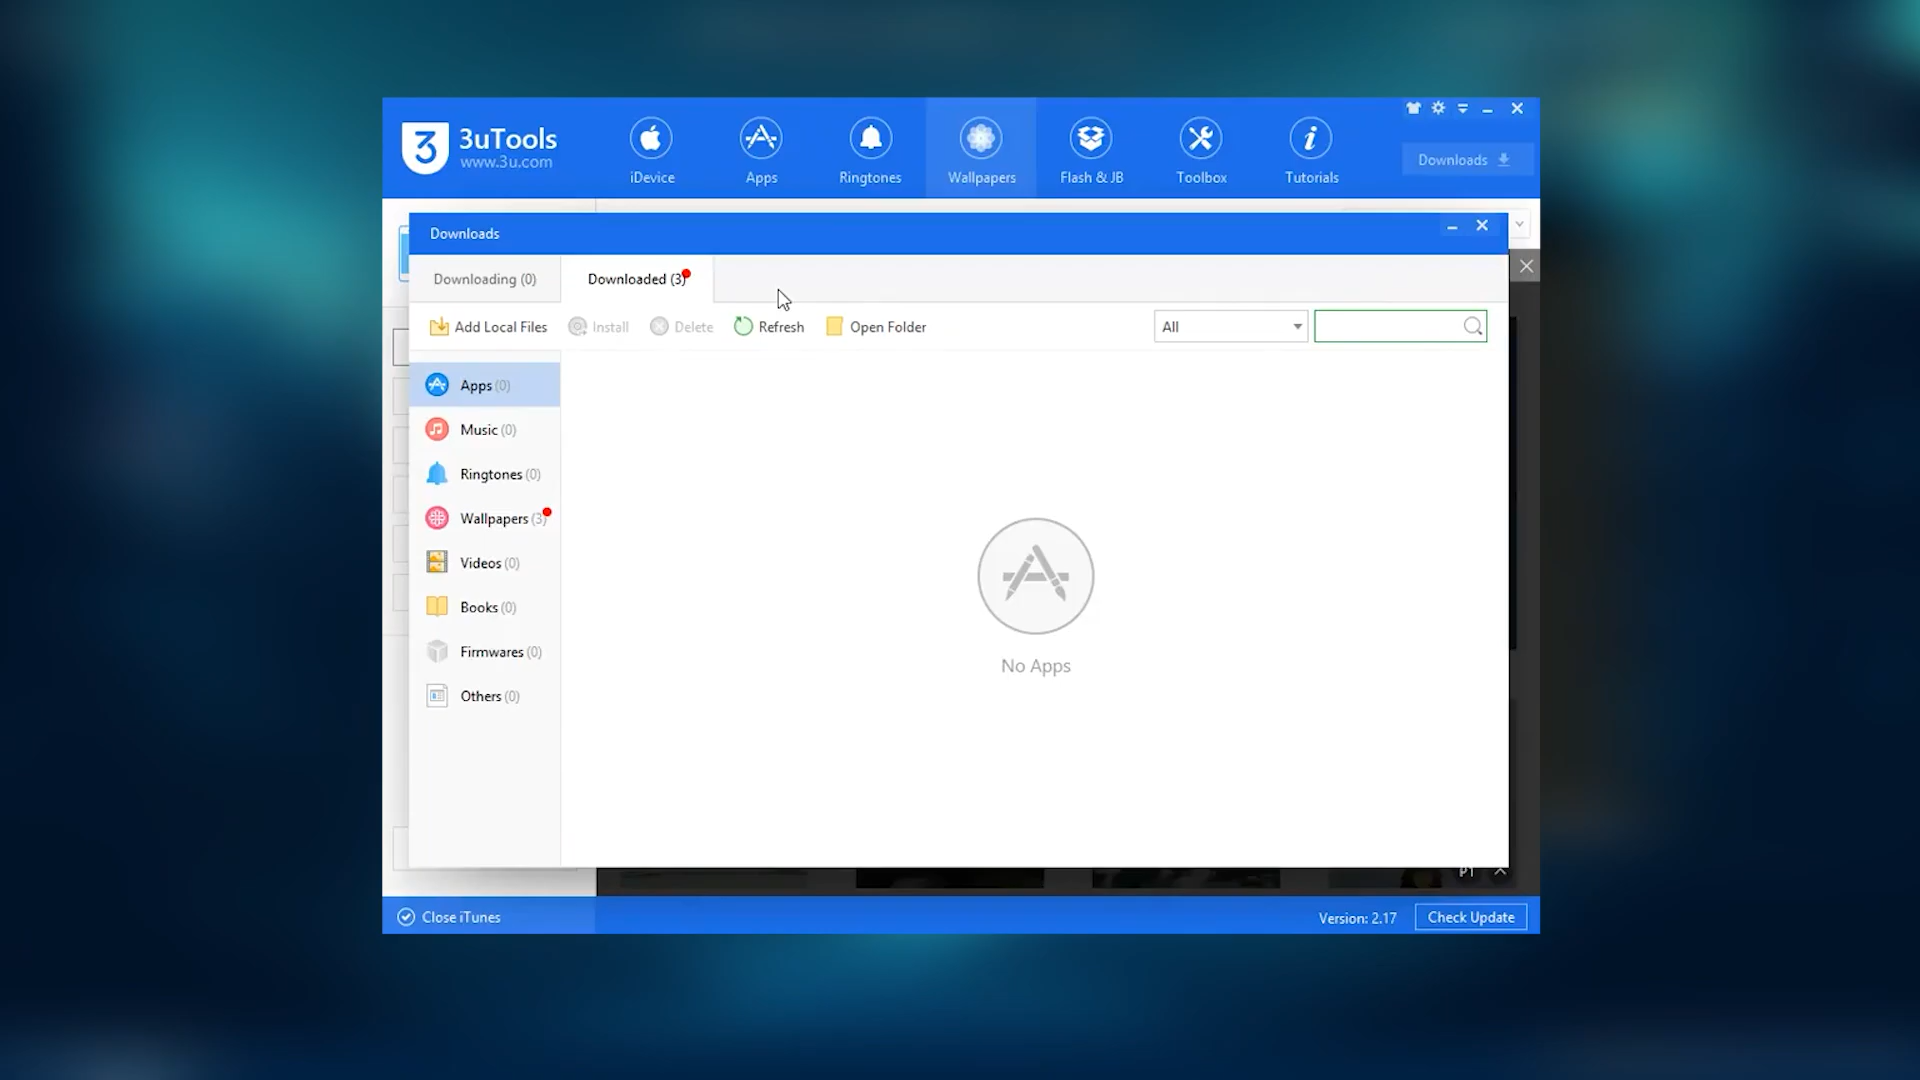 3 3uTools
www.3u.com
iDevice
Apps
Ringtones
Wallpapers
Flash & JB
Toolbox
Tutorials
Downloads
Downloads
Downloading (0)
Downloaded (3)
Add Local Files
Install
Delete
Refresh
Open Folder
All
Apps (0)
Music (0)
Ringtones (0)
Wallpapers (3)
Videos (0)
Books (0)
Firmwares (0)
Others (0)
No Apps
P1
Close iTunes
Version: 2.17
Check Update